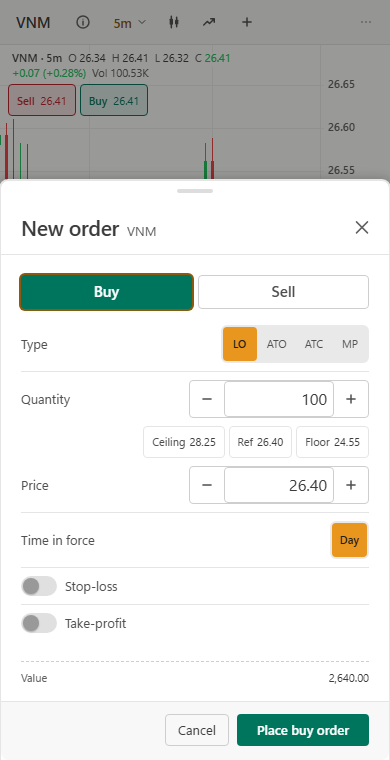 VNM 5m
VNM · 5m O 26.34 H 26.41 L 26.32 C 26.41
+0.07 (+0.28%) Vol 100.53K
Sell 26.41 Buy 26.41
26.65
26.60
26.55
New order VNM
Buy Sell
Type LO ATO ATC MP
Quantity − 100 +
Ceiling 28.25 Ref 26.40 Floor 24.55
Price − 26.40 +
Time in force Day
Stop-loss
Take-profit
Value 2,640.00
Cancel Place buy order